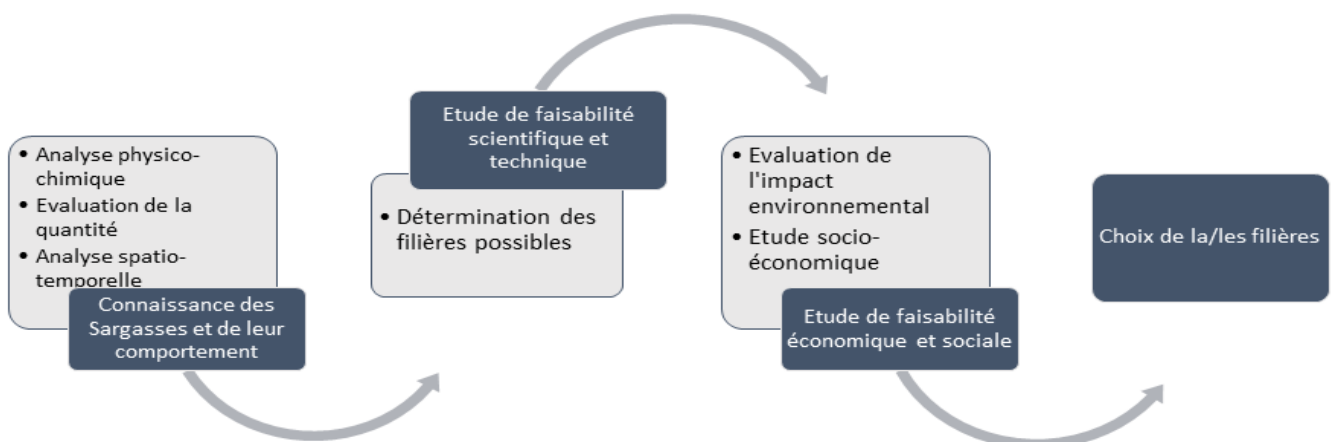 • Analyse physico-
chimique
• Evaluation de la
quantité
• Analyse spatio-
temporelle
Connaissance des
Sargasses et de leur
comportement
Etude de faisabilité
scientifique et
technique
• Détermination des
filières possibles
• Evaluation de
l'impact
environnemental
• Etude socio-
économique
Etude de faisabilité
économique et sociale
Choix de la/les filières